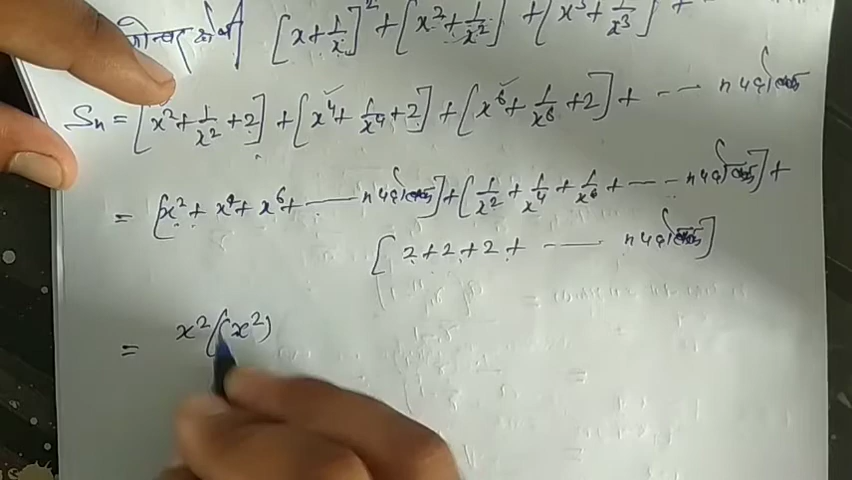 [x + 1/x]² + [x² + 1/x²] + [x³ + 1/x³] +
Sn = [x² + 1/x² + 2] + [x⁴ + 1/x⁴ + 2] + [x⁶ + 1/x⁶ + 2] + --- n पदों तक
= [x² + x⁴ + x⁶ + --- n पदों तक] + [1/x² + 1/x⁴ + 1/x⁶ + --- n पदों तक] +
[2 + 2 + 2 + --- n पदों तक]
= x²((x²)